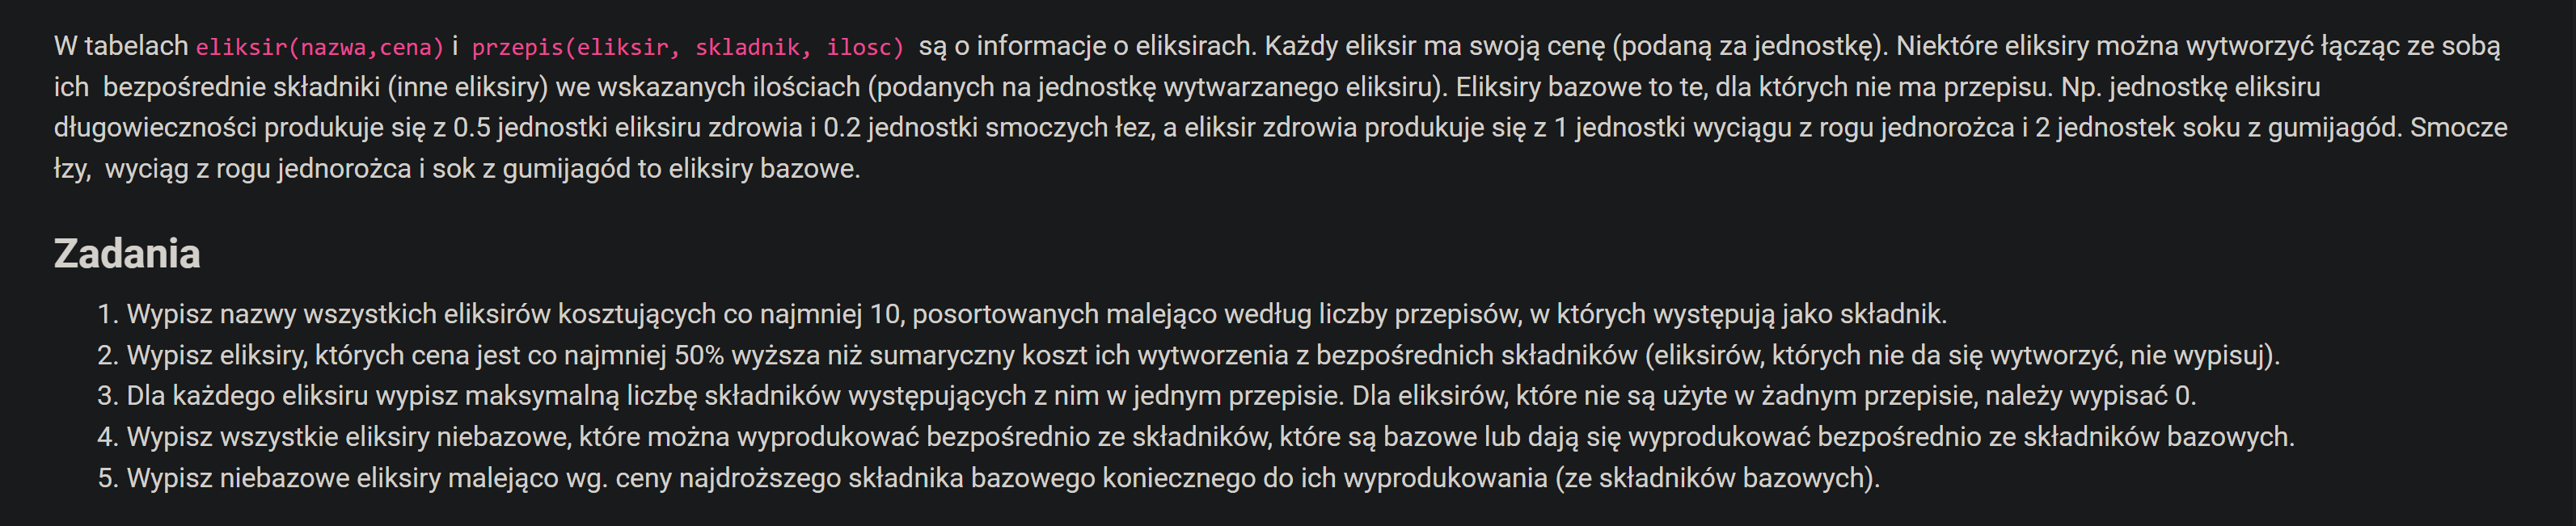 W tabelach eliksir(nazwa,cena) i przepis(eliksir, skladnik, ilosc) są o informacje o eliksirach. Każdy eliksir ma swoją cenę (podaną za jednostkę). Niektóre eliksiry można wytworzyć łącząc ze sobą
ich bezpośrednie składniki (inne eliksiry) we wskazanych ilościach (podanych na jednostkę wytwarzanego eliksiru). Eliksiry bazowe to te, dla których nie ma przepisu. Np. jednostkę eliksiru
długowieczności produkuje się z 0.5 jednostki eliksiru zdrowia i 0.2 jednostki smoczych łez, a eliksir zdrowia produkuje się z 1 jednostki wyciągu z rogu jednorożca i 2 jednostek soku z gumijagód. Smocze
łzy, wyciąg z rogu jednorożca i sok z gumijagód to eliksiry bazowe.
Zadania
1. Wypisz nazwy wszystkich eliksirów kosztujących co najmniej 10, posortowanych malejąco według liczby przepisów, w których występują jako składnik.
2. Wypisz eliksiry, których cena jest co najmniej 50% wyższa niż sumaryczny koszt ich wytworzenia z bezpośrednich składników (eliksirów, których nie da się wytworzyć, nie wypisuj).
3. Dla każdego eliksiru wypisz maksymalną liczbę składników występujących z nim w jednym przepisie. Dla eliksirów, które nie są użyte w żadnym przepisie, należy wypisać 0.
4. Wypisz wszystkie eliksiry niebazowe, które można wyprodukować bezpośrednio ze składników, które są bazowe lub dają się wyprodukować bezpośrednio ze składników bazowych.
5. Wypisz niebazowe eliksiry malejąco wg. ceny najdroższego składnika bazowego koniecznego do ich wyprodukowania (ze składników bazowych).